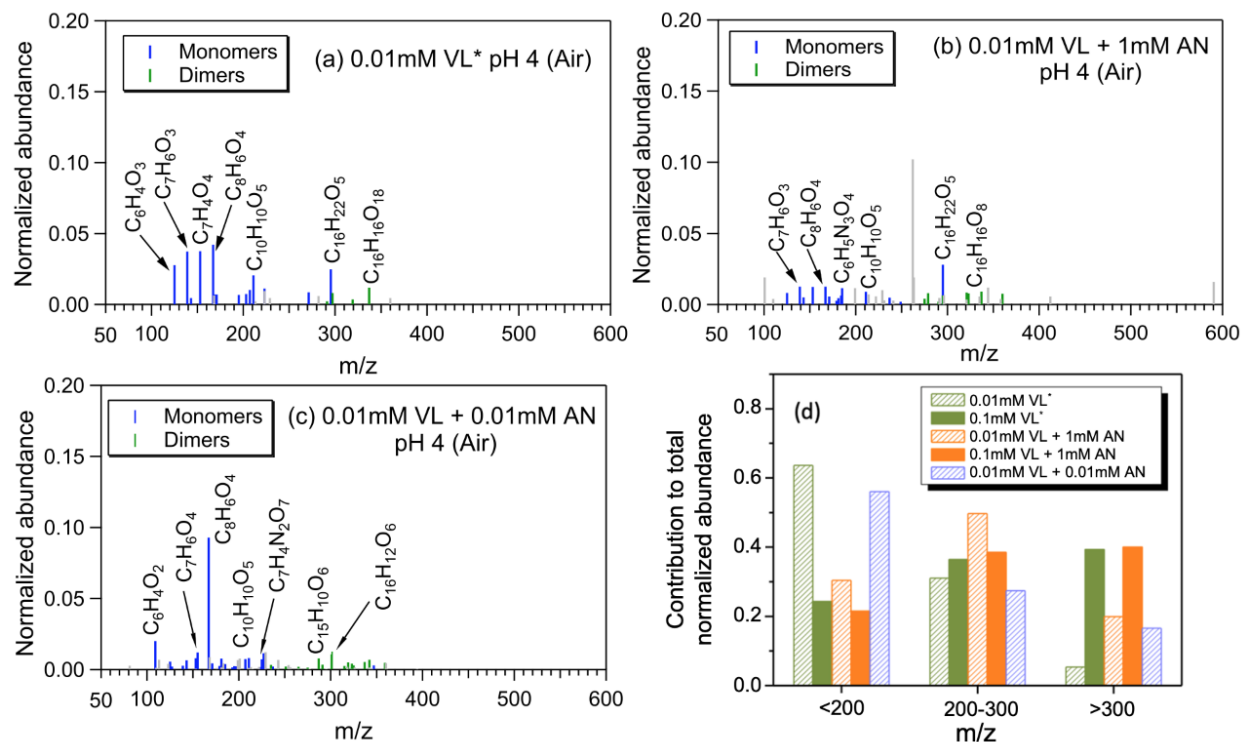 0.20
0.15
0.10
0.05
0.00
Normalized abundance
Monomers
Dimers
(a) 0.01mM VL* pH 4 (Air)
C₆H₄O₃
C₇H₆O₃
C₇H₄O₄
C₈H₆O₄
C₁₀H₁₀O₅
C₁₆H₂₂O₅
C₁₆H₁₆O₁₈
50 100 200 300 400 500 600
m/z
0.20
0.15
0.10
0.05
0.00
Normalized abundance
Monomers
Dimers
(b) 0.01mM VL + 1mM AN
pH 4 (Air)
C₇H₆O₃
C₈H₆O₄
C₆H₅N₃O₄
C₁₀H₁₀O₅
C₁₆H₂₂O₅
C₁₆H₁₆O₈
50 100 200 300 400 500 600
m/z
0.20
0.15
0.10
0.05
0.00
Normalized abundance
Monomers
Dimers
(c) 0.01mM VL + 0.01mM AN
pH 4 (Air)
C₆H₄O₂
C₇H₆O₄
C₈H₆O₄
C₁₀H₁₀O₅
C₇H₄N₂O₇
C₁₅H₁₀O₆
C₁₆H₁₂O₆
50 100 200 300 400 500 600
m/z
(d)
0.01mM VL*
0.1mM VL*
0.01mM VL + 1mM AN
0.1mM VL + 1mM AN
0.01mM VL + 0.01mM AN
0.8
0.6
0.4
0.2
0.0
Contribution to total
normalized abundance
<200 200-300 >300
m/z